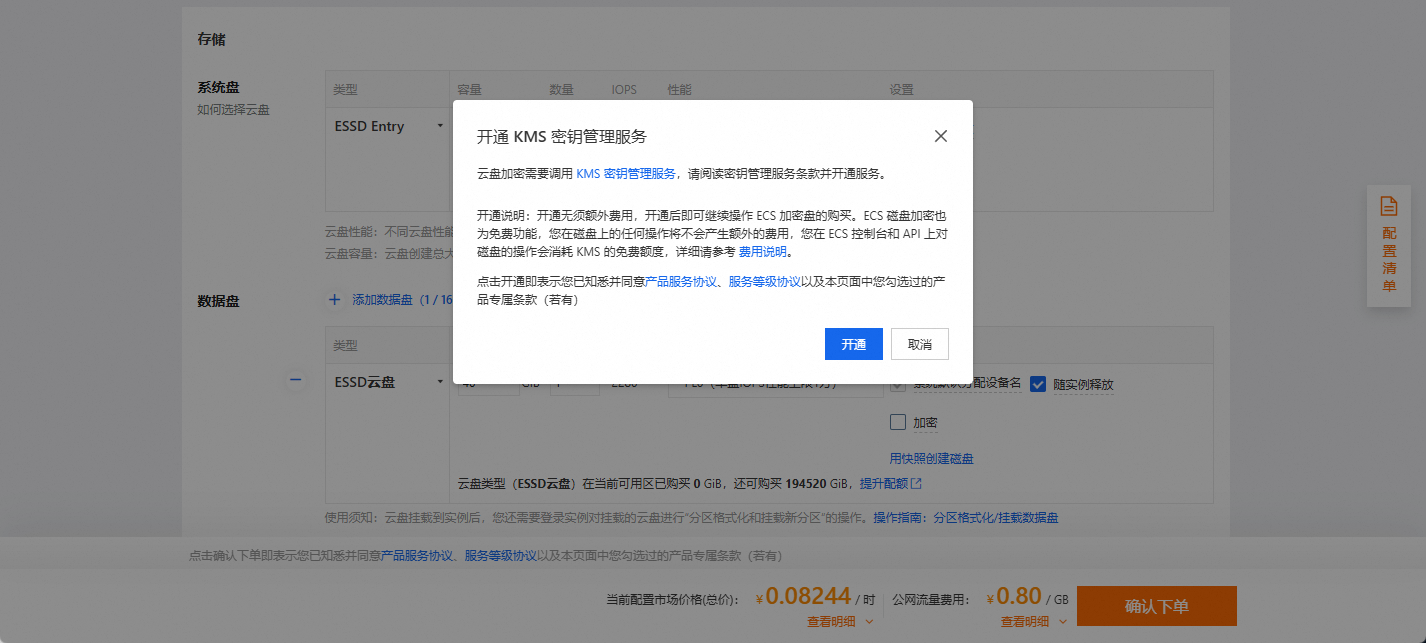 存储
系统盘
如何选择云盘
类型
容量
数量
IOPS
性能
设置
ESSD Entry
开通 KMS 密钥管理服务
云盘加密需要调用 KMS 密钥管理服务，请阅读密钥管理服务条款并开通服务。
开通说明：开通无须额外费用，开通后即可继续操作 ECS 加密盘的购买。ECS 磁盘加密也
为免费功能，您在磁盘上的任何操作将不会产生额外的费用，您在 ECS 控制台和 API 上对
磁盘的操作会消耗 KMS 的免费额度，详细请参考 费用说明。
点击开通即表示您已知悉并同意产品服务协议、服务等级协议以及本页面中您勾选过的产
品专属条款（若有）
开通
取消
云盘性能：不同云盘性能
云盘容量：云盘创建总大
数据盘
添加数据盘（1 / 16
类型
ESSD云盘
系统默认分配设备名
随实例释放
加密
用快照创建磁盘
云盘类型（ESSD云盘）在当前可用区已购买 0 GiB，还可购买 194520 GiB，提升配额
使用须知：云盘挂载到实例后，您还需要登录实例对挂载的云盘进行“分区格式化和挂载新分区”的操作。操作指南：分区格式化/挂载数据盘
配置清单
点击确认下单即表示您已知悉并同意产品服务协议、服务等级协议以及本页面中您勾选过的产品专属条款（若有）
当前配置市场价格(总价)：
¥0.08244 / 时
查看明细
公网流量费用：
¥0.80 / GB
查看明细
确认下单